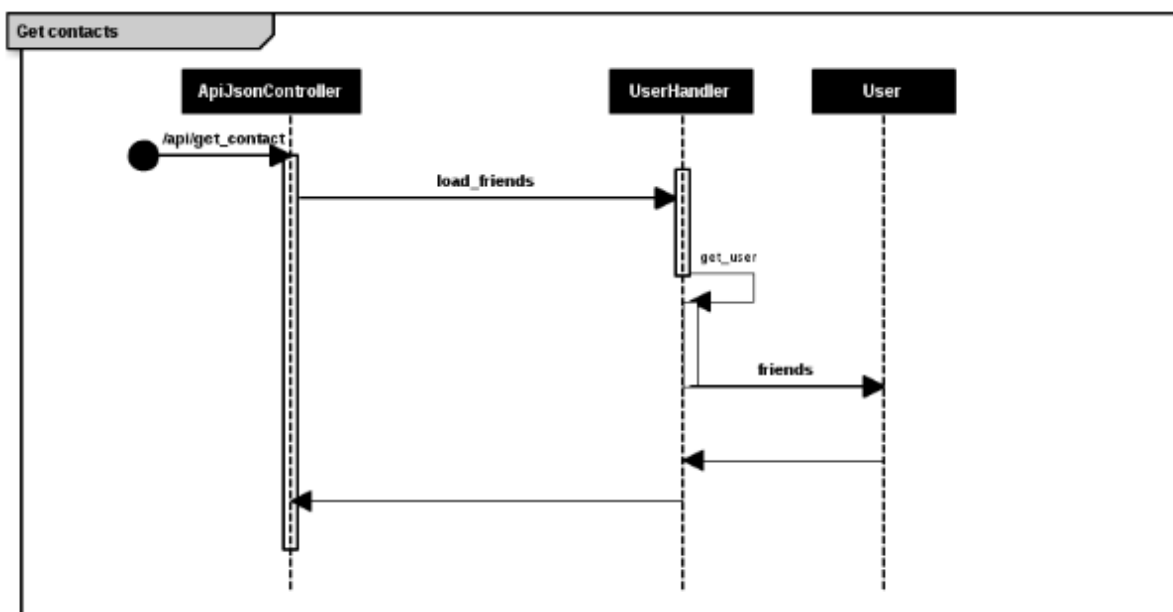 Get contacts
ApiJsonController
UserHandler
User
/api/get_contact
load_friends
get_user
friends